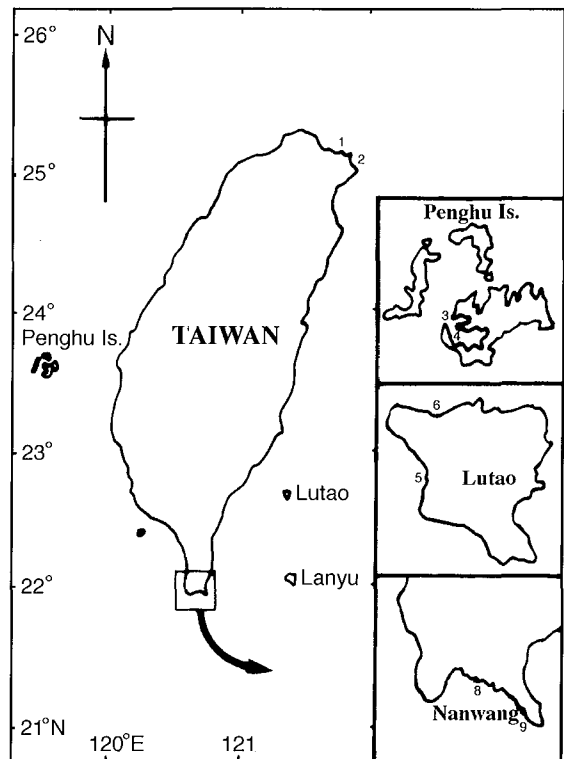 26°
N
1
2
25°
Penghu Is.
24°
3
4
Penghu Is.
TAIWAN
6
5
Lutao
23°
Lutao
22°
Lanyu
8
Nanwang
9
21°N
120°E
121